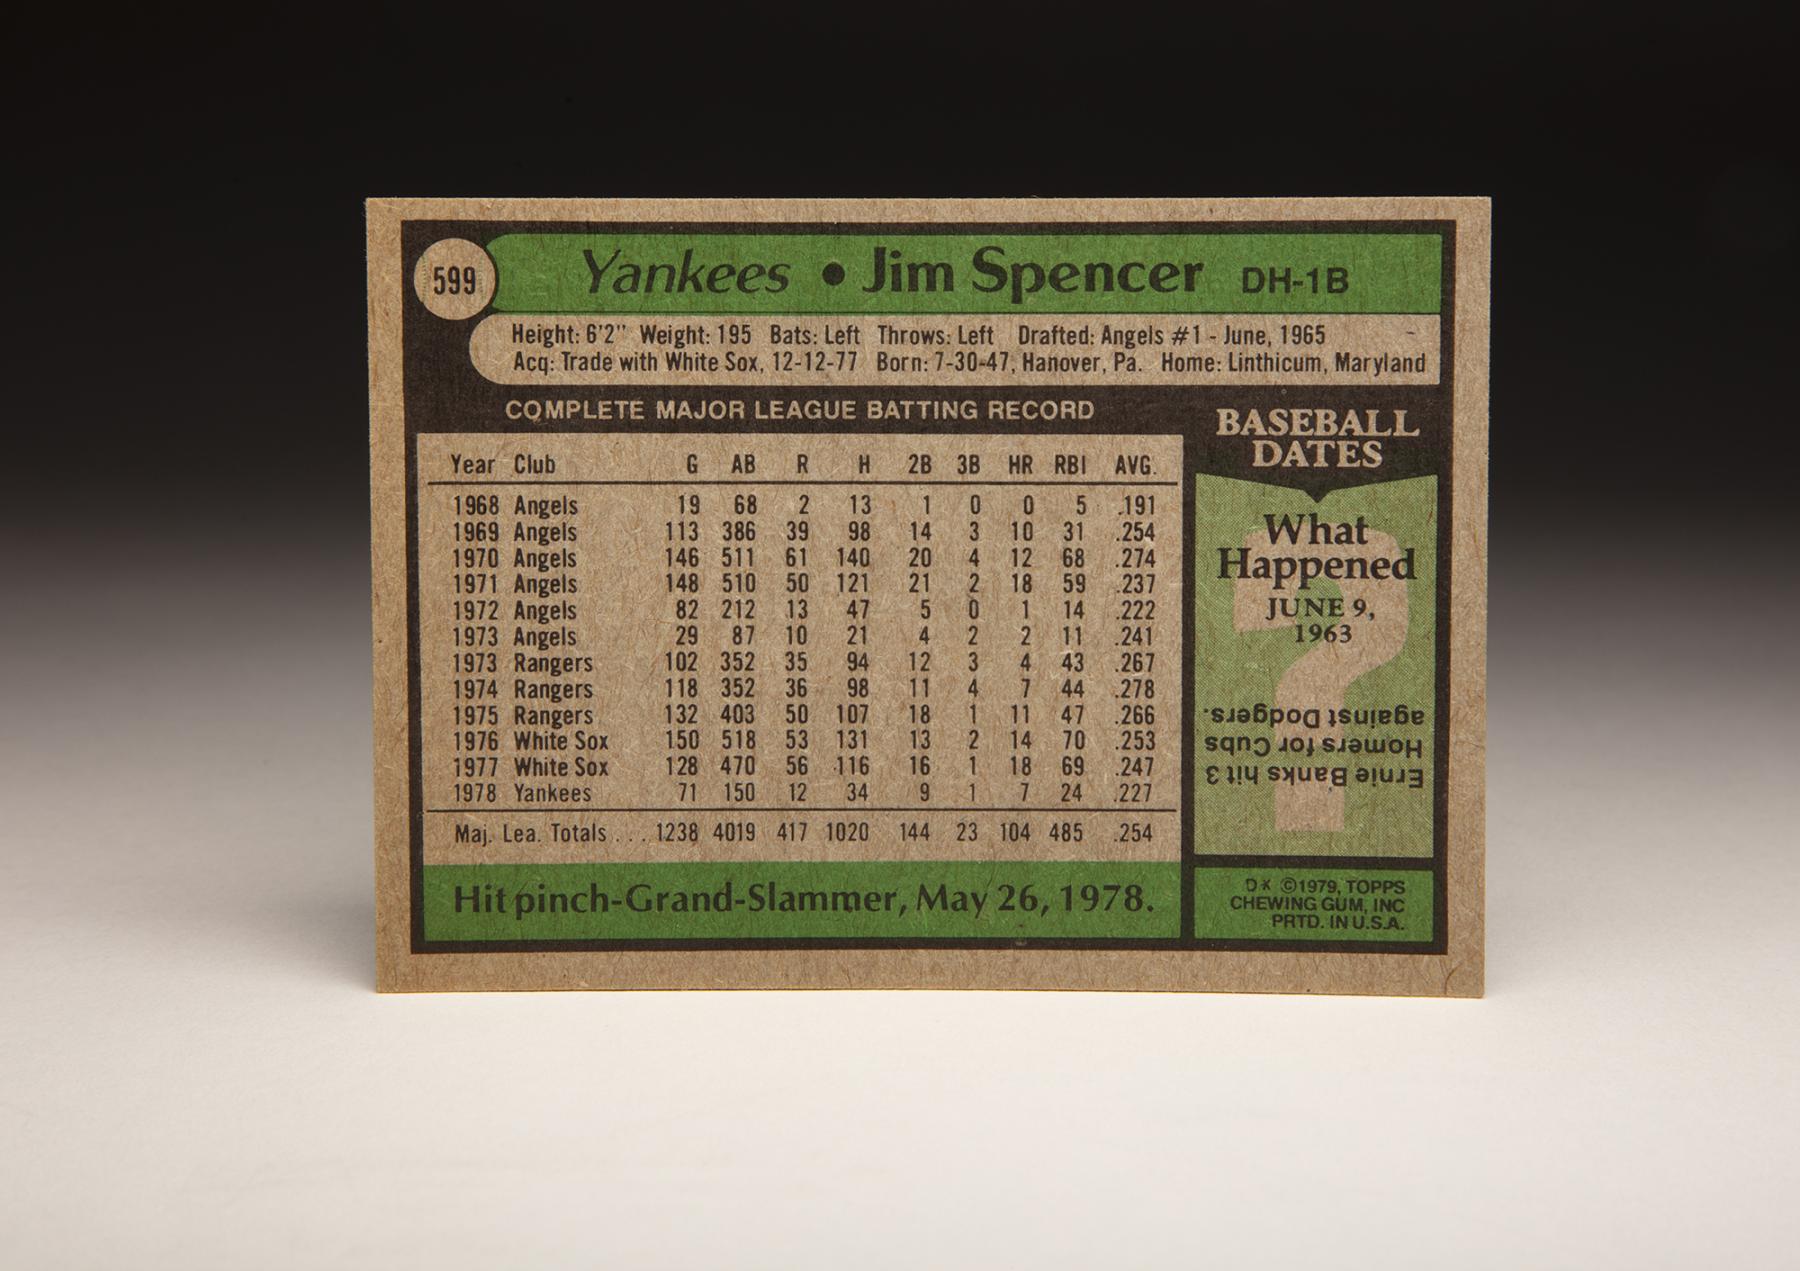 599
Yankees • Jim Spencer DH-1B
Height: 6'2" Weight: 195 Bats: Left Throws: Left Drafted: Angels #1 - June, 1965
Acq: Trade with White Sox, 12-12-77 Born: 7-30-47, Hanover, Pa. Home: Linthicum, Maryland
COMPLETE MAJOR LEAGUE BATTING RECORD
Year Club G AB R H 2B 3B HR RBI AVG.
1968 Angels 19 68 2 13 1 0 0 5 .191
1969 Angels 113 386 39 98 14 3 10 31 .254
1970 Angels 146 511 61 140 20 4 12 68 .274
1971 Angels 148 510 50 121 21 2 18 59 .237
1972 Angels 82 212 13 47 5 0 1 14 .222
1973 Angels 29 87 10 21 4 2 2 11 .241
1973 Rangers 102 352 35 94 12 3 4 43 .267
1974 Rangers 118 352 36 98 11 4 7 44 .278
1975 Rangers 132 403 50 107 18 1 11 47 .266
1976 White Sox 150 518 53 131 13 2 14 70 .253
1977 White Sox 128 470 56 116 16 1 18 69 .247
1978 Yankees 71 150 12 34 9 1 7 24 .227
Maj. Lea. Totals . . . 1238 4019 417 1020 144 23 104 485 .254
Hit pinch-Grand-Slammer, May 26, 1978.
BASEBALL
DATES
What
Happened
JUNE 9,
1963
?
Ernie Banks hit 3
Homers for Cubs
against Dodgers.
D* ©1979, TOPPS
CHEWING GUM, INC
PRTD. IN U.S.A.